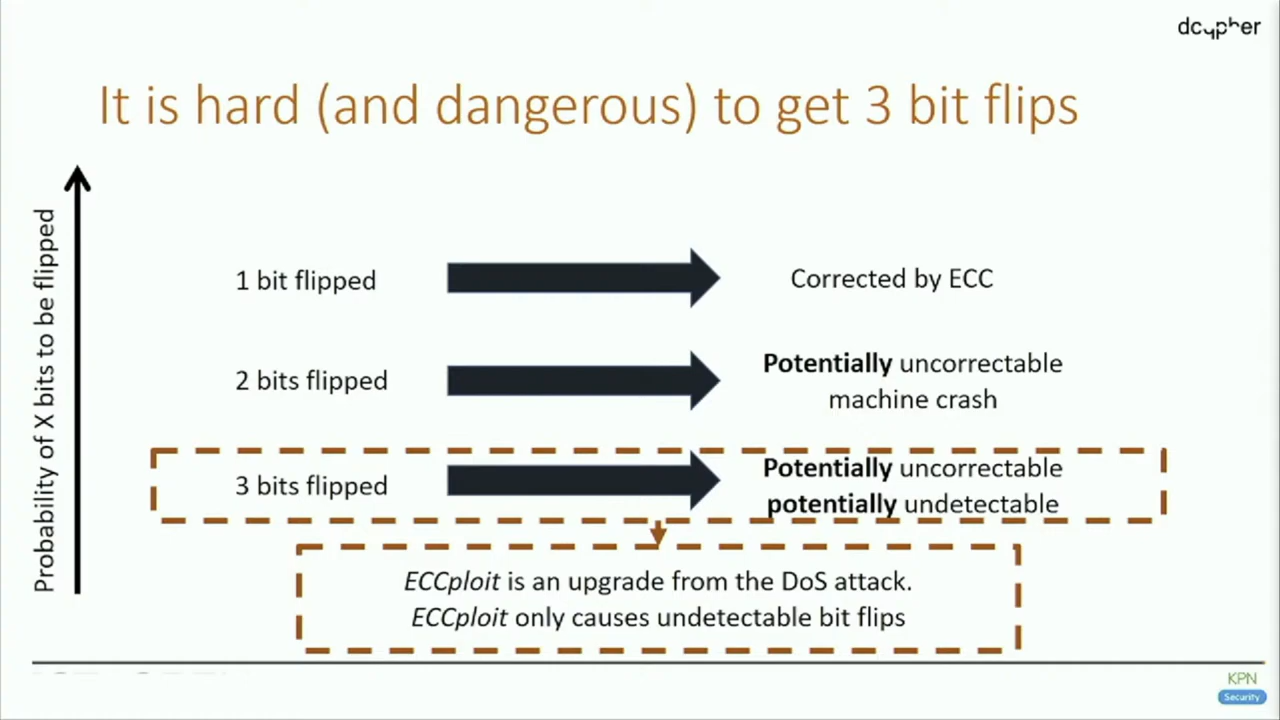 dcypher
It is hard (and dangerous) to get 3 bit flips
Probability of X bits to be flipped
1 bit flipped
Corrected by ECC
2 bits flipped
Potentially uncorrectable
machine crash
3 bits flipped
Potentially uncorrectable
potentially undetectable
ECCploit is an upgrade from the DoS attack.
ECCploit only causes undetectable bit flips
KPN
Security